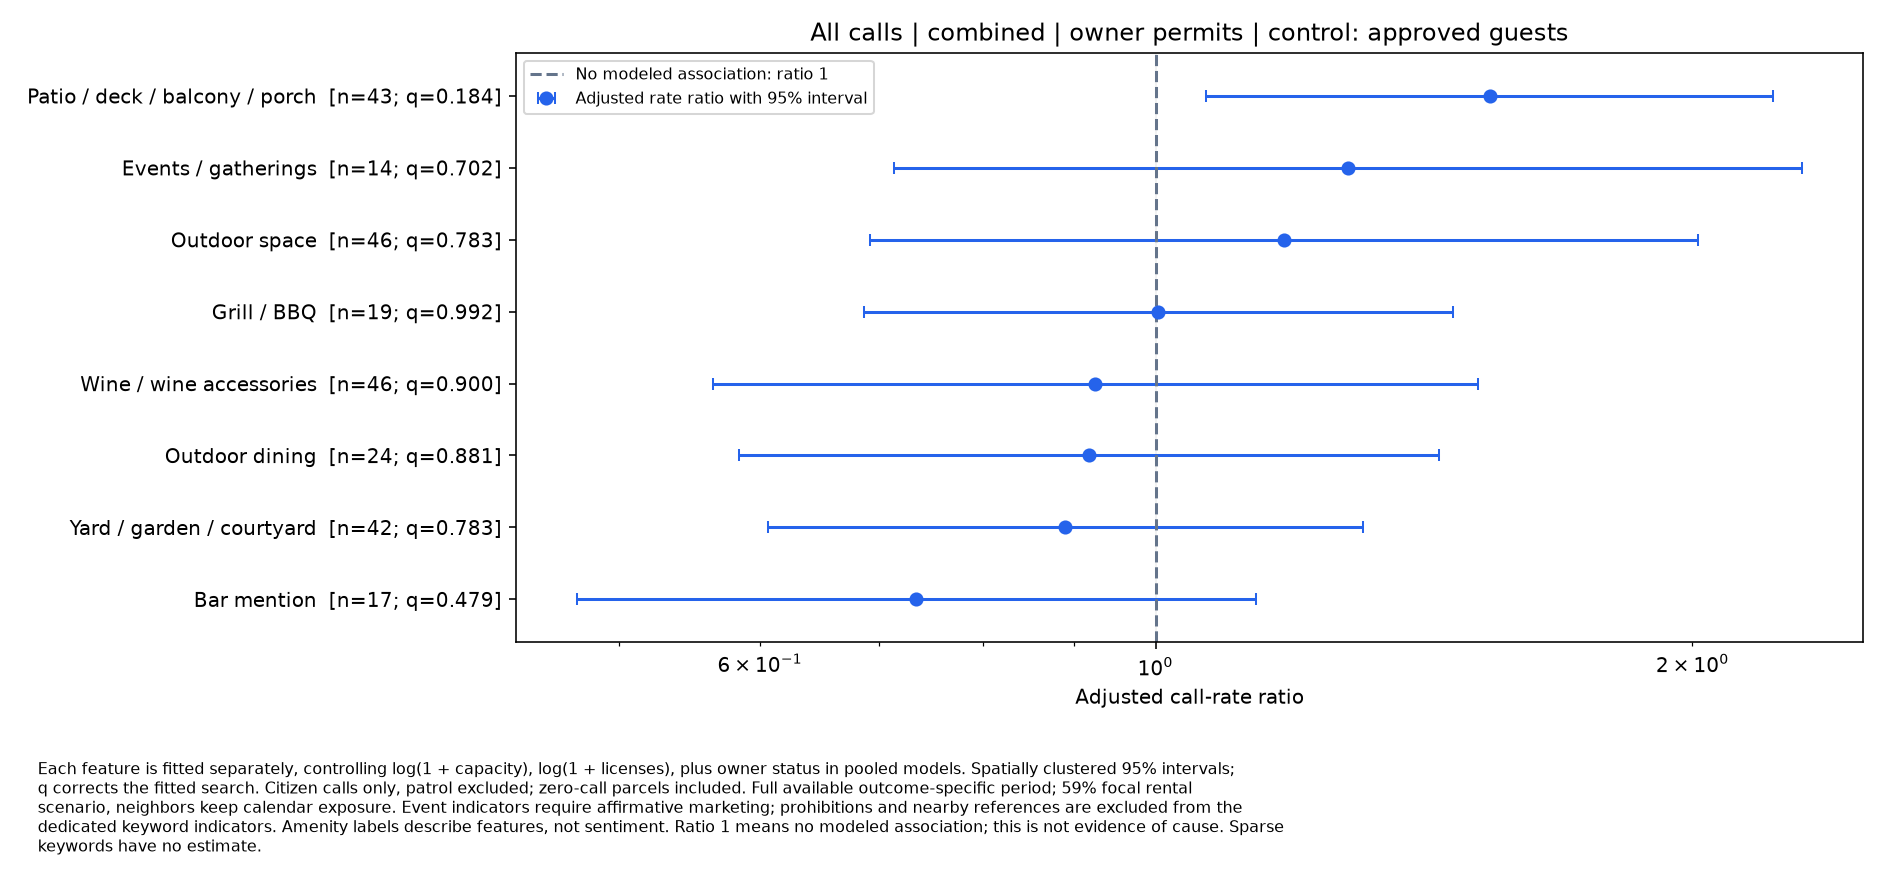 All calls | combined | owner permits | control: approved guests
No modeled association: ratio 1
Adjusted rate ratio with 95% interval
Patio / deck / balcony / porch [n=43; q=0.184]
Events / gatherings [n=14; q=0.702]
Outdoor space [n=46; q=0.783]
Grill / BBQ [n=19; q=0.992]
Wine / wine accessories [n=46; q=0.900]
Outdoor dining [n=24; q=0.881]
Yard / garden / courtyard [n=42; q=0.783]
Bar mention [n=17; q=0.479]
6 × 10⁻¹ 10⁰ 2 × 10⁰
Adjusted call-rate ratio
Each feature is fitted separately, controlling log(1 + capacity), log(1 + licenses), plus owner status in pooled models. Spatially clustered 95% intervals;
q corrects the fitted search. Citizen calls only, patrol excluded; zero-call parcels included. Full available outcome-specific period; 59% focal rental
scenario, neighbors keep calendar exposure. Event indicators require affirmative marketing; prohibitions and nearby references are excluded from the
dedicated keyword indicators. Amenity labels describe features, not sentiment. Ratio 1 means no modeled association; this is not evidence of cause. Sparse
keywords have no estimate.